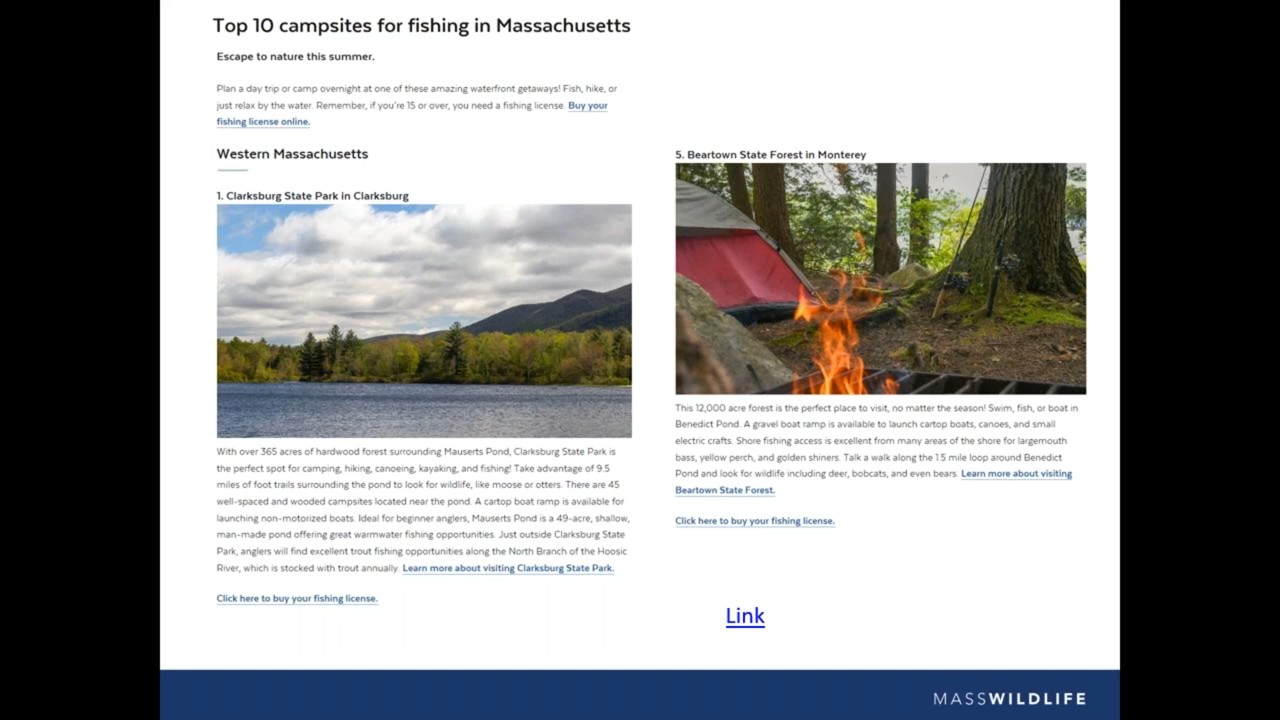 Top 10 campsites for fishing in Massachusetts
Escape to nature this summer.
Plan a day trip or camp overnight at one of these amazing waterfront getaways! Fish, hike, or
just relax by the water. Remember, if you're 15 or over, you need a fishing license. Buy your
fishing license online.
Western Massachusetts
1. Clarksburg State Park in Clarksburg
With over 365 acres of hardwood forest surrounding Mauserts Pond, Clarksburg State Park is
the perfect spot for camping, hiking, canoeing, kayaking, and fishing! Take advantage of 9.5
miles of foot trails surrounding the pond to look for wildlife, like moose or otters. There are 45
well-spaced and wooded campsites located near the pond. A cartop boat ramp is available for
launching non-motorized boats. Ideal for beginner anglers, Mauserts Pond is a 49-acre, shallow,
man-made pond offering great warmwater fishing opportunities. Just outside Clarksburg State
Park, anglers will find excellent trout fishing opportunities along the North Branch of the Hoosic
River, which is stocked with trout annually. Learn more about visiting Clarksburg State Park.
Click here to buy your fishing license.
5. Beartown State Forest in Monterey
This 12,000 acre forest is the perfect place to visit, no matter the season! Swim, fish, or boat in
Benedict Pond. A gravel boat ramp is available to launch cartop boats, canoes, and small
electric crafts. Shore fishing access is excellent from many areas of the shore for largemouth
bass, yellow perch, and golden shiners. Talk a walk along the 1.5 mile loop around Benedict
Pond and look for wildlife including deer, bobcats, and even bears. Learn more about visiting
Beartown State Forest.
Click here to buy your fishing license.
Link
MASSWILDLIFE